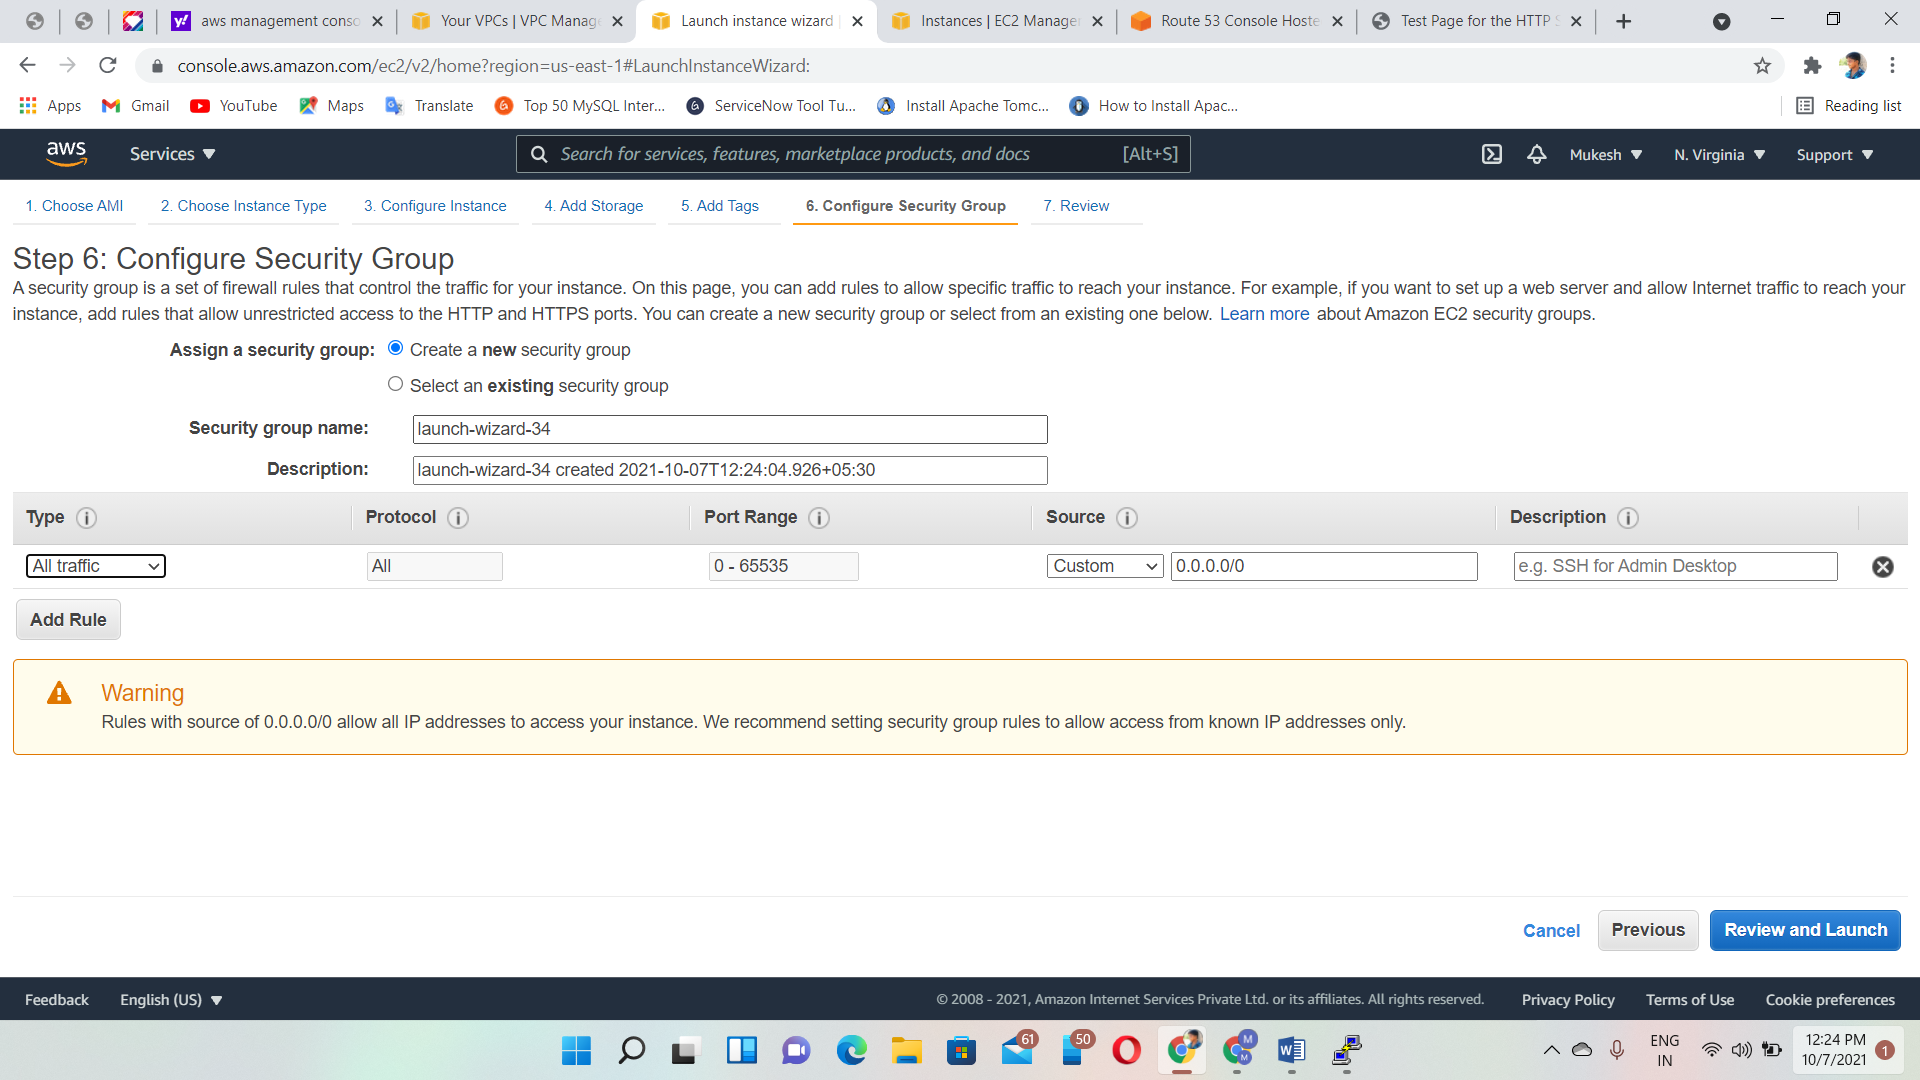 aws management conso
Your VPCs | VPC Manage
Launch instance wizard |
Instances | EC2 Manager
Route 53 Console Hoste
Test Page for the HTTP S
console.aws.amazon.com/ec2/v2/home?region=us-east-1#LaunchInstanceWizard:
Apps
Gmail
YouTube
Maps
Translate
Top 50 MySQL Inter...
ServiceNow Tool Tu...
Install Apache Tomc...
How to Install Apac...
Reading list
aws
Services
Search for services, features, marketplace products, and docs
[Alt+S]
Mukesh
N. Virginia
Support
1. Choose AMI
2. Choose Instance Type
3. Configure Instance
4. Add Storage
5. Add Tags
6. Configure Security Group
7. Review
Step 6: Configure Security Group
A security group is a set of firewall rules that control the traffic for your instance. On this page, you can add rules to allow specific traffic to reach your instance. For example, if you want to set up a web server and allow Internet traffic to reach your
instance, add rules that allow unrestricted access to the HTTP and HTTPS ports. You can create a new security group or select from an existing one below. Learn more about Amazon EC2 security groups.
Assign a security group:
Create a new security group
Select an existing security group
Security group name:
launch-wizard-34
Description:
launch-wizard-34 created 2021-10-07T12:24:04.926+05:30
Type
Protocol
Port Range
Source
Description
All traffic
All
0 - 65535
Custom
0.0.0.0/0
e.g. SSH for Admin Desktop
Add Rule
Warning
Rules with source of 0.0.0.0/0 allow all IP addresses to access your instance. We recommend setting security group rules to allow access from known IP addresses only.
Cancel
Previous
Review and Launch
Feedback
English (US)
© 2008 - 2021, Amazon Internet Services Private Ltd. or its affiliates. All rights reserved.
Privacy Policy
Terms of Use
Cookie preferences
61
50
M
M
ENG
IN
12:24 PM
10/7/2021
1